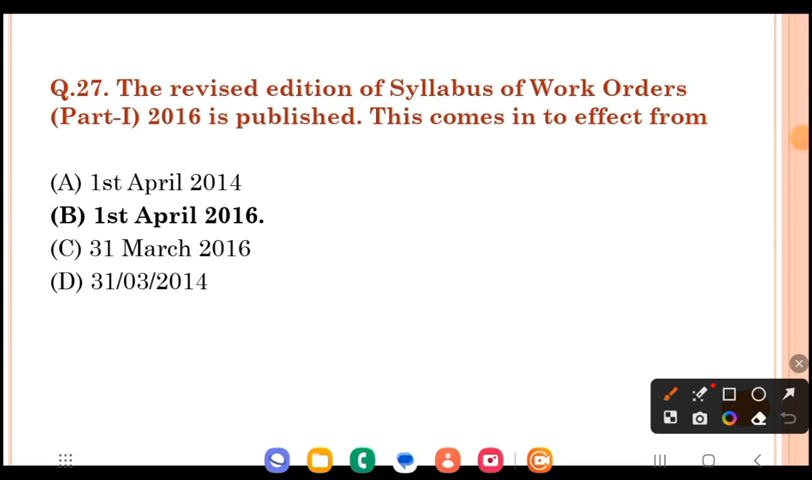 Q.27. The revised edition of Syllabus of Work Orders
(Part-I) 2016 is published. This comes in to effect from
(A) 1st April 2014
(B) 1st April 2016.
(C) 31 March 2016
(D) 31/03/2014